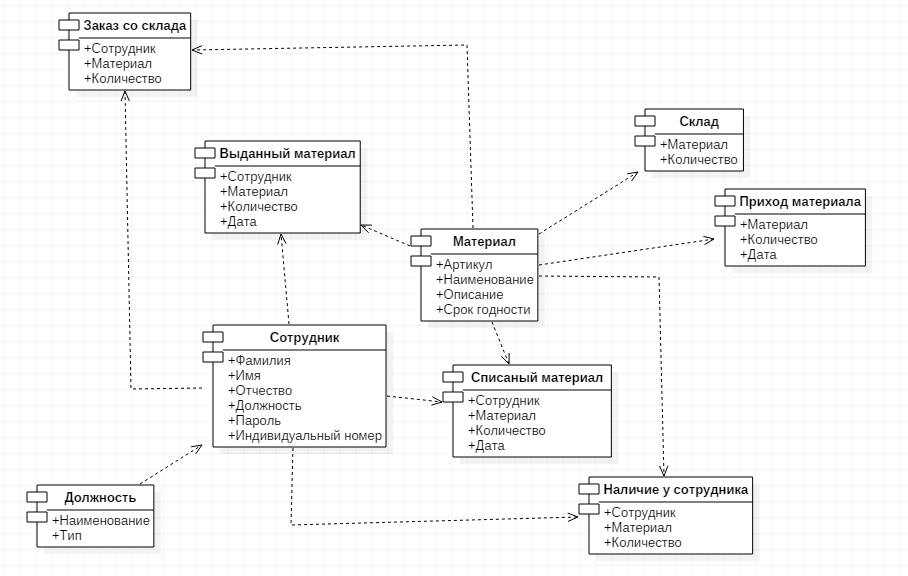 Заказ со склада
+Сотрудник
+Материал
+Количество
Выданный материал
+Сотрудник
+Материал
+Количество
+Дата
Склад
+Материал
+Количество
Приход материала
+Материал
+Количество
+Дата
Материал
+Артикул
+Наименование
+Описание
+Срок годности
Сотрудник
+Фамилия
+Имя
+Отчество
+Должность
+Пароль
+Индивидуальный номер
Списаный материал
+Сотрудник
+Материал
+Количество
+Дата
Должность
+Наименование
+Тип
Наличие у сотрудника
+Сотрудник
+Материал
+Количество